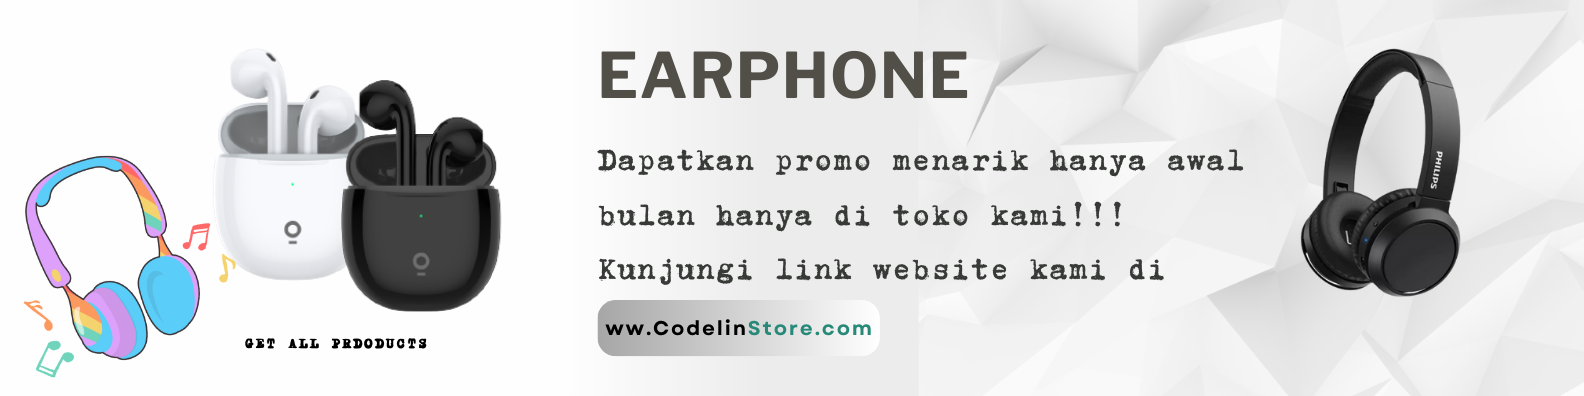 EARPHONE
Dapatkan promo menarik hanya awal
bulan hanya di toko kami!!!
Kunjungi link website kami di
ww.CodelinStore.com
GET ALL PRDODUCTS
PHILIPS